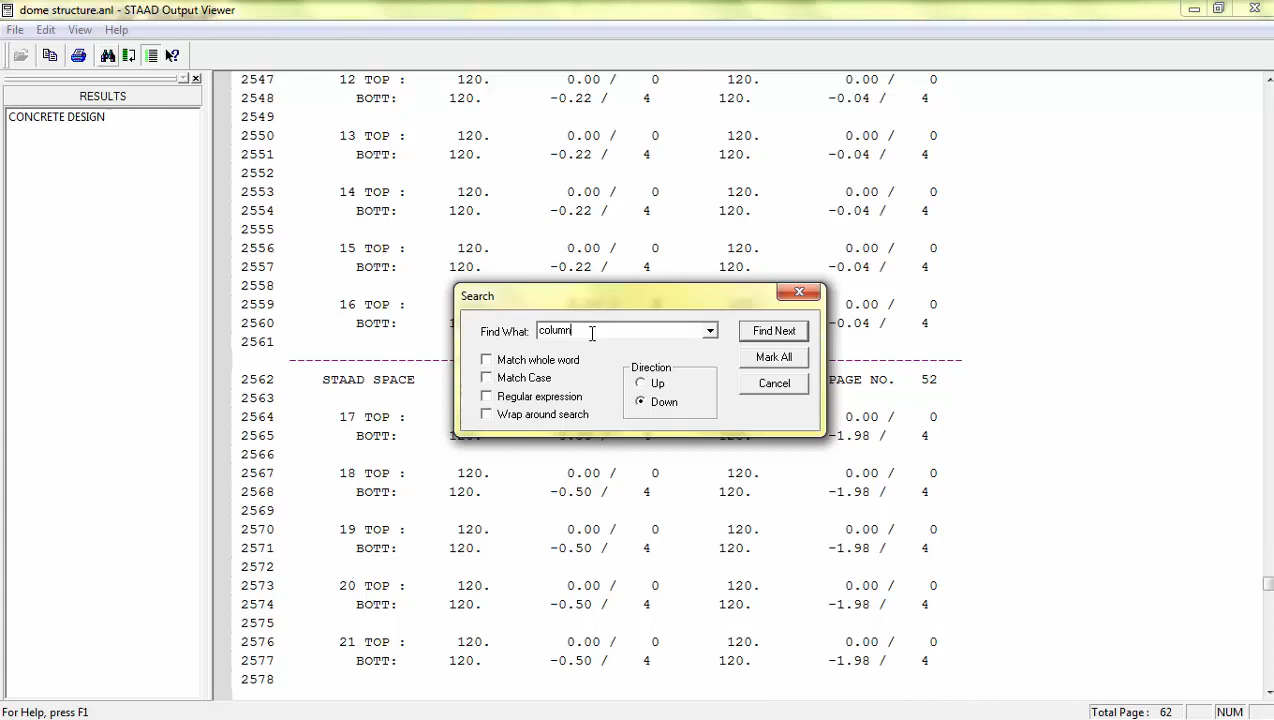 dome structure.anl - STAAD Output Viewer
File Edit View Help
RESULTS
CONCRETE DESIGN
2547 12 TOP : 120. 0.00 / 0 120. 0.00 / 0
2548 BOTT: 120. -0.22 / 4 120. -0.04 / 4
2549
2550 13 TOP : 120. 0.00 / 0 120. 0.00 / 0
2551 BOTT: 120. -0.22 / 4 120. -0.04 / 4
2552
2553 14 TOP : 120. 0.00 / 0 120. 0.00 / 0
2554 BOTT: 120. -0.22 / 4 120. -0.04 / 4
2555
2556 15 TOP : 120. 0.00 / 0 120. 0.00 / 0
2557 BOTT: 120. -0.22 / 4 120. -0.04 / 4
2558
2559 16 TOP : 0.00 / 0
2560 BOTT: -0.04 / 4
2561
Search
Find What: column
Find Next
Match whole word
Match Case
Regular expression
Wrap around search
Direction
Up
Down
Mark All
Cancel
2562 STAAD SPACE PAGE NO. 52
2563
2564 17 TOP : 0.00 / 0
2565 BOTT: -1.98 / 4
2566
2567 18 TOP : 120. 0.00 / 0 120. 0.00 / 0
2568 BOTT: 120. -0.50 / 4 120. -1.98 / 4
2569
2570 19 TOP : 120. 0.00 / 0 120. 0.00 / 0
2571 BOTT: 120. -0.50 / 4 120. -1.98 / 4
2572
2573 20 TOP : 120. 0.00 / 0 120. 0.00 / 0
2574 BOTT: 120. -0.50 / 4 120. -1.98 / 4
2575
2576 21 TOP : 120. 0.00 / 0 120. 0.00 / 0
2577 BOTT: 120. -0.50 / 4 120. -1.98 / 4
2578
For Help, press F1
Total Page: 62 NUM